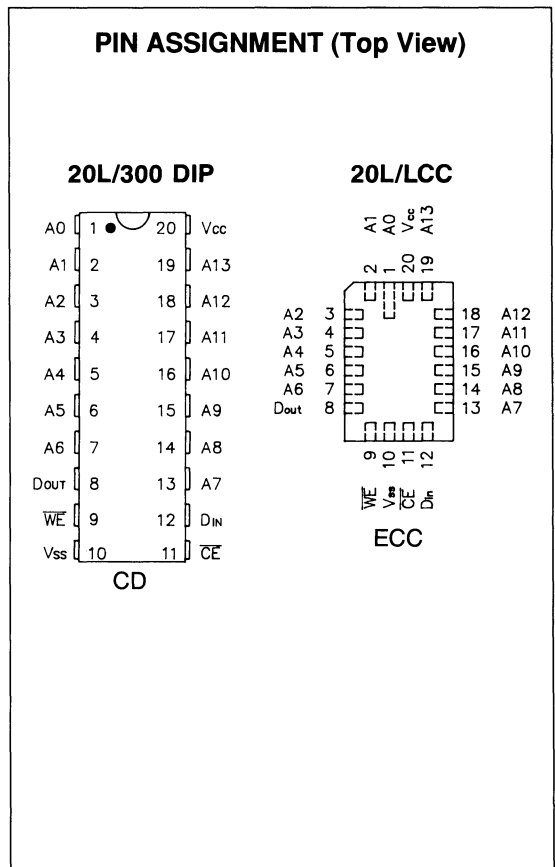 PIN ASSIGNMENT (Top View)
20L/300 DIP
A0 1 20 Vcc
A1 2 19 A13
A2 3 18 A12
A3 4 17 A11
A4 5 16 A10
A5 6 15 A9
A6 7 14 A8
DOUT 8 13 A7
W̅E̅ 9 12 DIN
Vss 10 11 C̅E̅
CD
20L/LCC
A1 A0 Vcc A13
2 1 20 19
A2 3 18 A12
A3 4 17 A11
A4 5 16 A10
A5 6 15 A9
A6 7 14 A8
Dout 8 13 A7
9 10 11 12
W̅E̅ Vss C̅E̅ Din
ECC